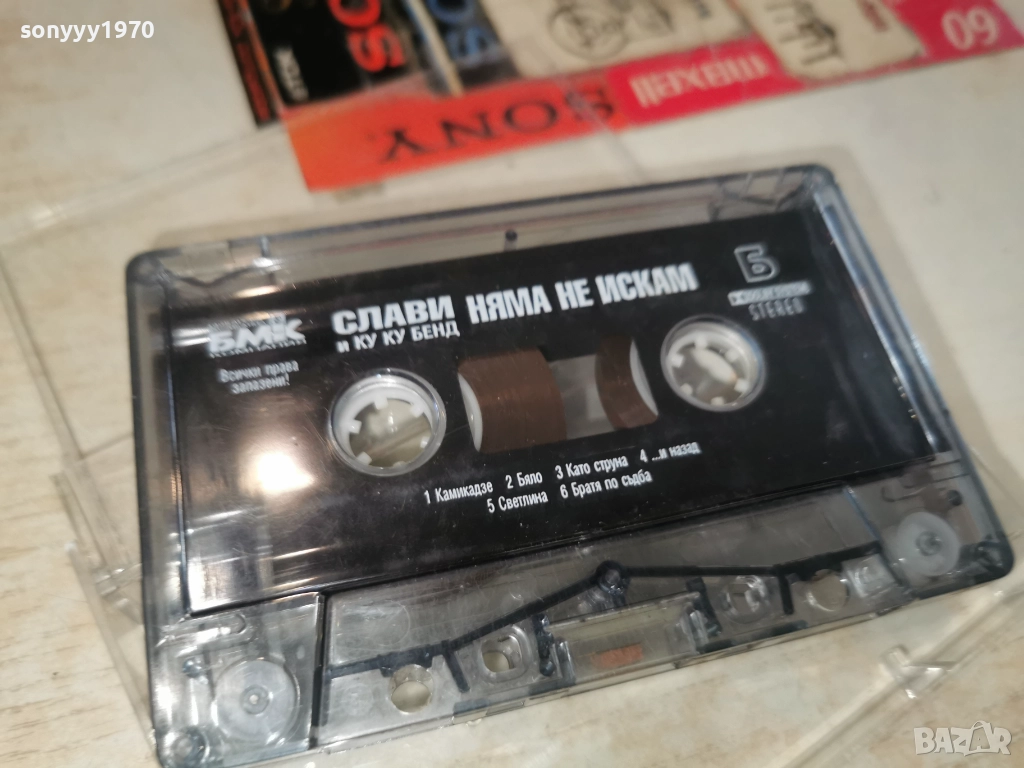 sonyyy1970
SONY
maxell
60
БМК
Всички права
запазени!
СЛАВИ
и КУ КУ БЕНД
НЯМА НЕ ИСКАМ
Б
STEREO
1 Камикадзе 2 Бяло 3 Като струна 4 ...и назад
5 Светлина 6 Братя по съдба
BAZAR